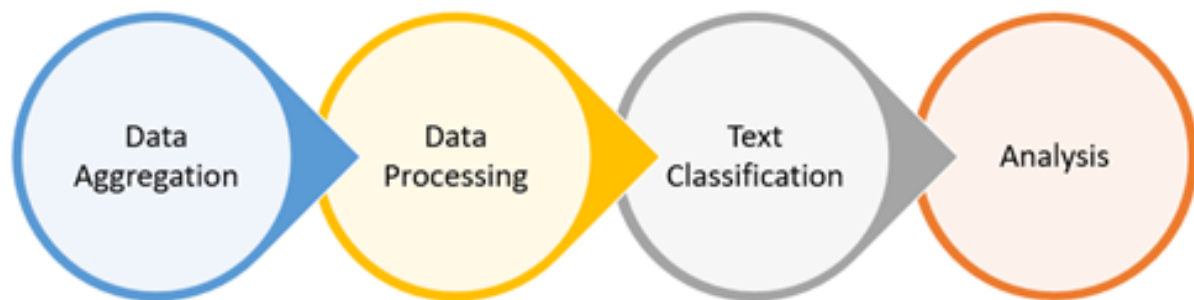 Data
Aggregation
Data
Processing
Text
Classification
Analysis